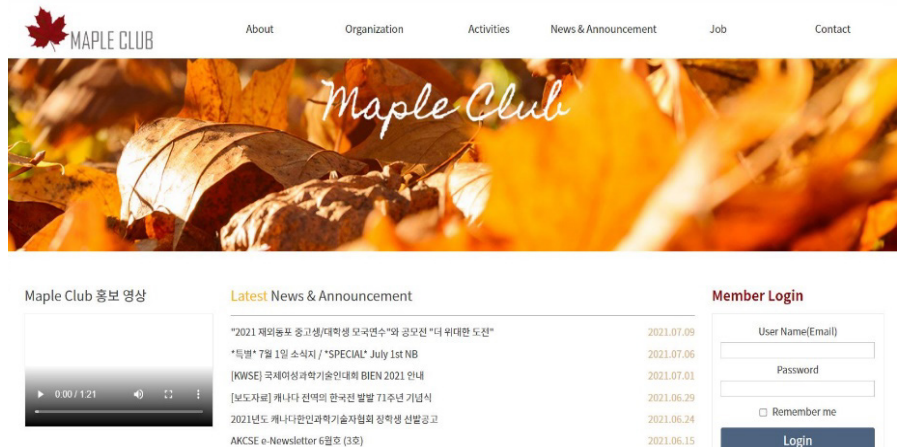 MAPLE CLUB
About Organization Activities News & Announcement Job Contact
Maple Club
Maple Club 홍보 영상
0:00 / 1:21
Latest News & Announcement
"2021 재외동포 중고생/대학생 모국연수"와 공모전 "더 위대한 도전" 2021.07.09
*특별* 7월 1일 소식지 / *SPECIAL* July 1st NB 2021.07.06
[KWSE] 국제여성과학기술인대회 BIEN 2021 안내 2021.07.01
[보도자료] 캐나다 전역의 한국전 발발 71주년 기념식 2021.06.29
2021년도 캐나다한인과학기술자협회 장학생 선발공고 2021.06.24
AKCSE e-Newsletter 6월호 (3호) 2021.06.15
Member Login
User Name(Email)
Password
Remember me
Login